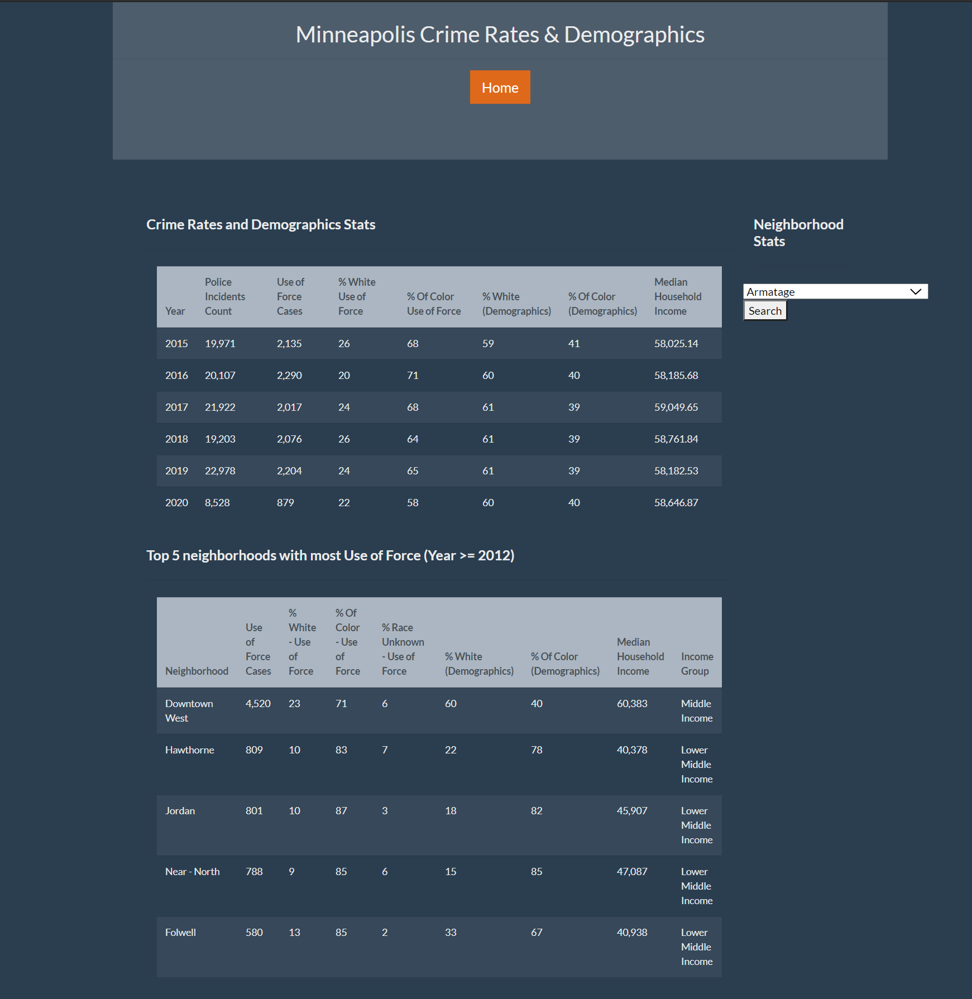 Minneapolis Crime Rates & Demographics
Home
Crime Rates and Demographics Stats
Year | Police Incidents Count | Use of Force Cases | % White Use of Force | % Of Color Use of Force | % White (Demographics) | % Of Color (Demographics) | Median Household Income
2015 19,971 2,135 26 68 59 41 58,025.14
2016 20,107 2,290 20 71 60 40 58,185.68
2017 21,922 2,017 24 68 61 39 59,049.65
2018 19,203 2,076 26 64 61 39 58,761.84
2019 22,978 2,204 24 65 61 39 58,182.53
2020 8,528 879 22 58 60 40 58,646.87
Top 5 neighborhoods with most Use of Force (Year >= 2012)
Neighborhood | Use of Force Cases | % White - Use of Force | % Of Color - Use of Force | % Race Unknown - Use of Force | % White (Demographics) | % Of Color (Demographics) | Median Household Income | Income Group
Downtown West 4,520 23 71 6 60 40 60,383 Middle Income
Hawthorne 809 10 83 7 22 78 40,378 Lower Middle Income
Jordan 801 10 87 3 18 82 45,907 Lower Middle Income
Near - North 788 9 85 6 15 85 47,087 Lower Middle Income
Folwell 580 13 85 2 33 67 40,938 Lower Middle Income
Neighborhood
Stats
Armatage
Search